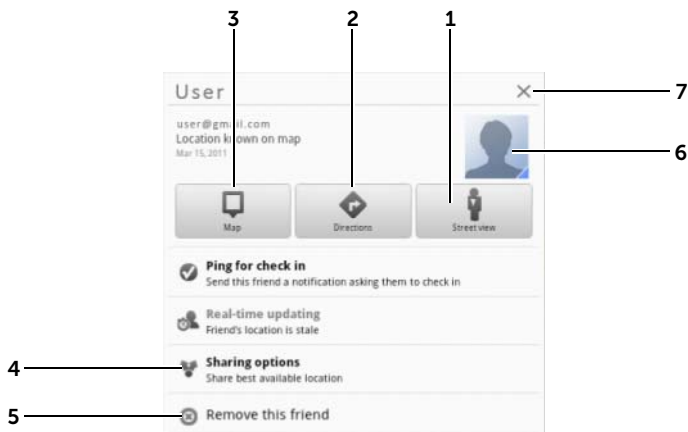 3 2 1
User
7
user@gmail.com
Location known on map
Mar 15, 2011
6
Map Directions Street view
Ping for check in
Send this friend a notification asking them to check in
Real-time updating
Friend's location is stale
Sharing options
4
Share best available location
5 Remove this friend